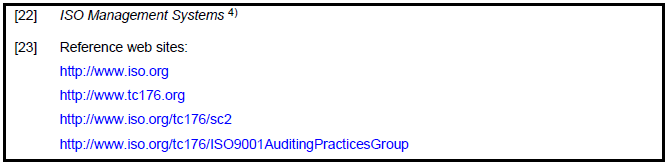 [22] ISO Management Systems 4)
[23] Reference web sites:
http://www.iso.org
http://www.tc176.org
http://www.iso.org/tc176/sc2
http://www.iso.org/tc176/ISO9001AuditingPracticesGroup